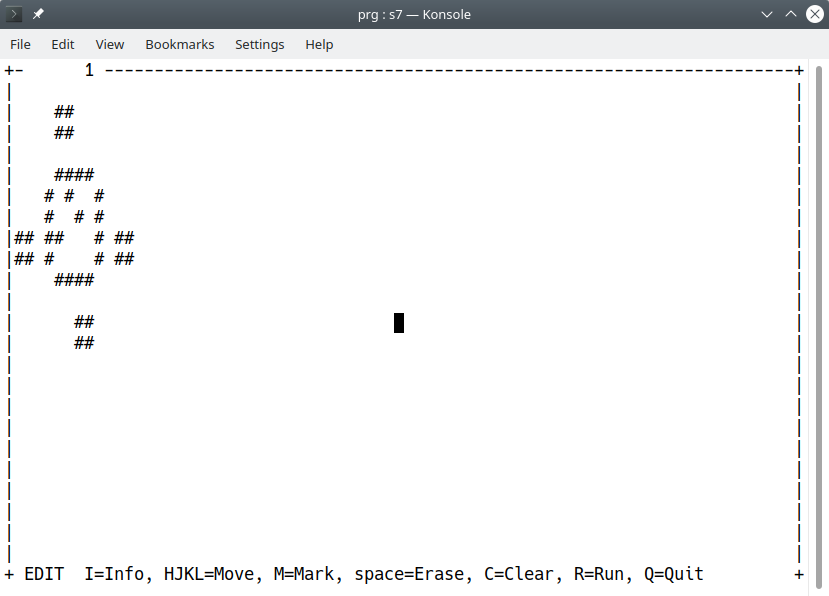 prg : s7 — Konsole
File Edit View Bookmarks Settings Help
+-      1 ---------------------------------------------------------------------+
|                                                                              |
|    ##                                                                        |
|    ##                                                                        |
|                                                                              |
|    ####                                                                      |
|   # #  #                                                                     |
|   #  # #                                                                     |
|## ##   # ##                                                                  |
|## #    # ##                                                                  |
|    ####                                                                      |
|                                                                              |
|      ##                                                                      |
|      ##                                                                      |
|                                                                              |
|                                                                              |
|                                                                              |
|                                                                              |
|                                                                              |
|                                                                              |
|                                                                              |
|                                                                              |
|                                                                              |
|                                                                              |
+ EDIT  I=Info, HJKL=Move, M=Mark, space=Erase, C=Clear, R=Run, Q=Quit         +